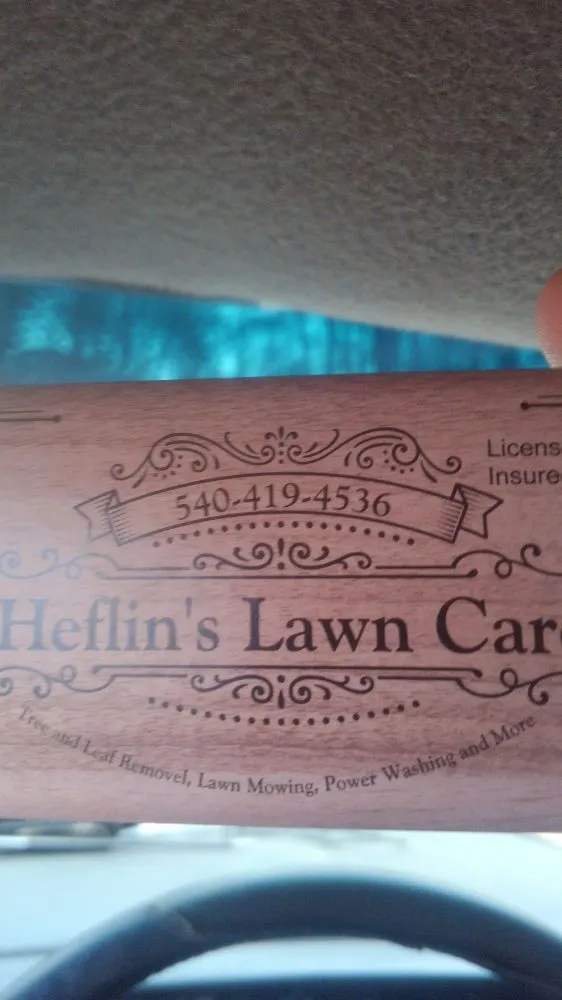 Licens
Insure
540-419-4536
Heflin's Lawn Car
Tree and Leaf Removel, Lawn Mowing, Power Washing and More